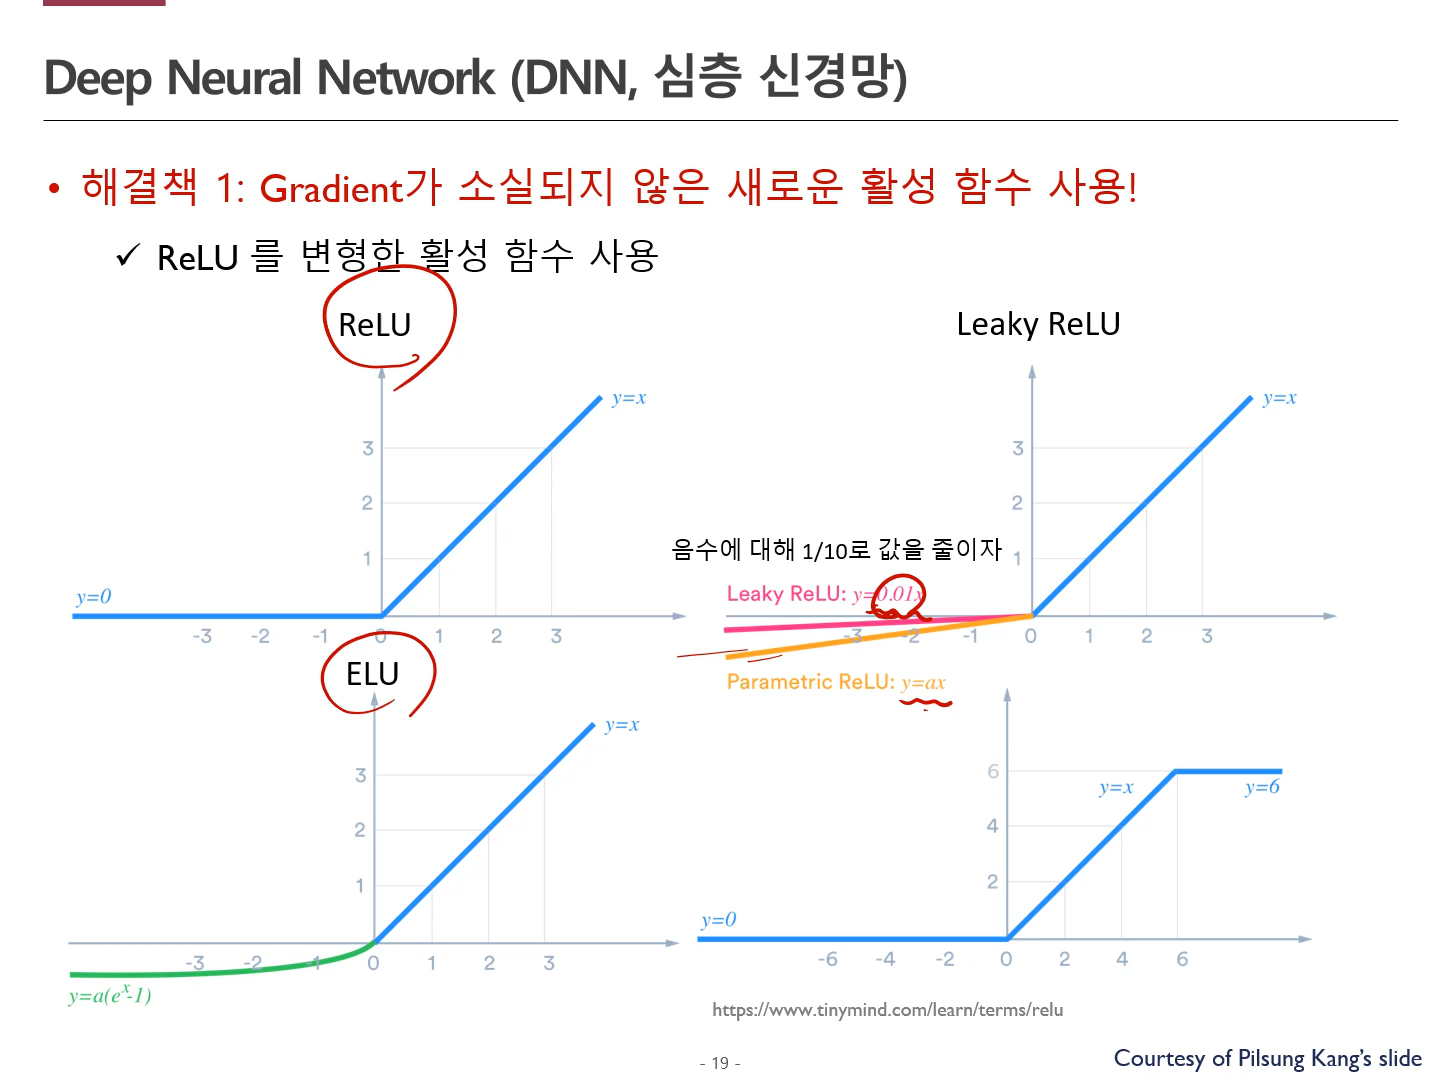 Deep Neural Network (DNN, 심층 신경망)
• 해결책 1: Gradient가 소실되지 않은 새로운 활성 함수 사용!
✓ ReLU 를 변형한 활성 함수 사용
ReLU
y=x
3
2
1
y=0
-3 -2 -1 0 1 2 3
Leaky ReLU
y=x
3
2
음수에 대해 1/10로 값을 줄이자
1
Leaky ReLU: y=0.01x
-3 -2 -1 0 1 2 3
Parametric ReLU: y=ax
ELU
y=x
3
2
1
-3 -2 -1 0 1 2 3
y=a(eˣ-1)
6
y=x
y=6
4
2
y=0
-6 -4 -2 0 2 4 6
https://www.tinymind.com/learn/terms/relu
- 19 -
Courtesy of Pilsung Kang's slide